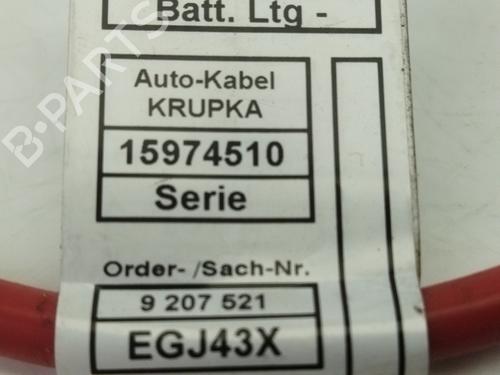 Batt. Ltg -
Auto-Kabel
KRUPKA
15974510
Serie
Order- /Sach-Nr.
9 207 521
EGJ43X
B-PARTS